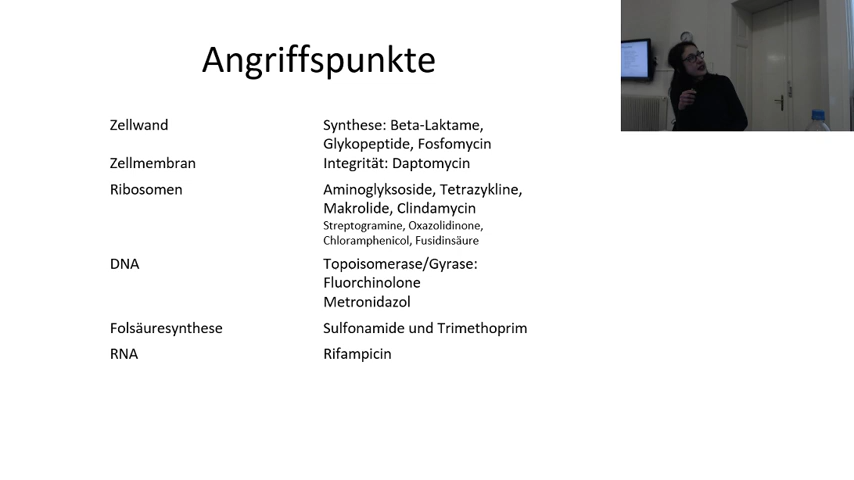 Angriffspunkte
Zellwand
Synthese: Beta-Laktame,
Glykopeptide, Fosfomycin
Zellmembran
Integrität: Daptomycin
Ribosomen
Aminoglyksoside, Tetrazykline,
Makrolide, Clindamycin
Streptogramine, Oxazolidinone,
Chloramphenicol, Fusidinsäure
DNA
Topoisomerase/Gyrase:
Fluorchinolone
Metronidazol
Folsäuresynthese
Sulfonamide und Trimethoprim
RNA
Rifampicin